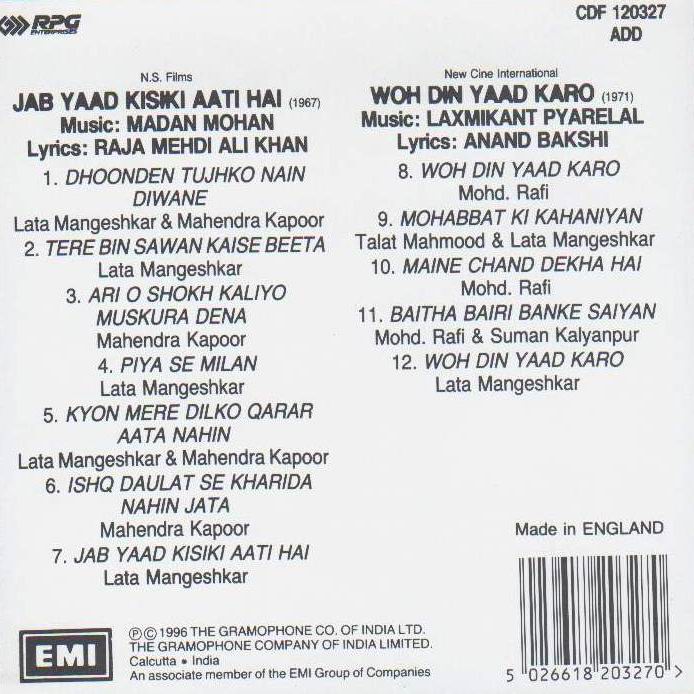 RPG
ENTERPRISES
CDF 120327
ADD
N.S. Films
JAB YAAD KISIKI AATI HAI (1967)
Music: MADAN MOHAN
Lyrics: RAJA MEHDI ALI KHAN
1. DHOONDEN TUJHKO NAIN
DIWANE
Lata Mangeshkar & Mahendra Kapoor
2. TERE BIN SAWAN KAISE BEETA
Lata Mangeshkar
3. ARI O SHOKH KALIYO
MUSKURA DENA
Mahendra Kapoor
4. PIYA SE MILAN
Lata Mangeshkar
5. KYON MERE DILKO QARAR
AATA NAHIN
Lata Mangeshkar & Mahendra Kapoor
6. ISHQ DAULAT SE KHARIDA
NAHIN JATA
Mahendra Kapoor
7. JAB YAAD KISIKI AATI HAI
Lata Mangeshkar
New Cine International
WOH DIN YAAD KARO (1971)
Music: LAXMIKANT PYARELAL
Lyrics: ANAND BAKSHI
8. WOH DIN YAAD KARO
Mohd. Rafi
9. MOHABBAT KI KAHANIYAN
Talat Mahmood & Lata Mangeshkar
10. MAINE CHAND DEKHA HAI
Mohd. Rafi
11. BAITHA BAIRI BANKE SAIYAN
Mohd. Rafi & Suman Kalyanpur
12. WOH DIN YAAD KARO
Lata Mangeshkar
Made in ENGLAND
EMI
℗© 1996 THE GRAMOPHONE CO. OF INDIA LTD.
THE GRAMOPHONE COMPANY OF INDIA LIMITED.
Calcutta • India
An associate member of the EMI Group of Companies
5 026618 203270 >